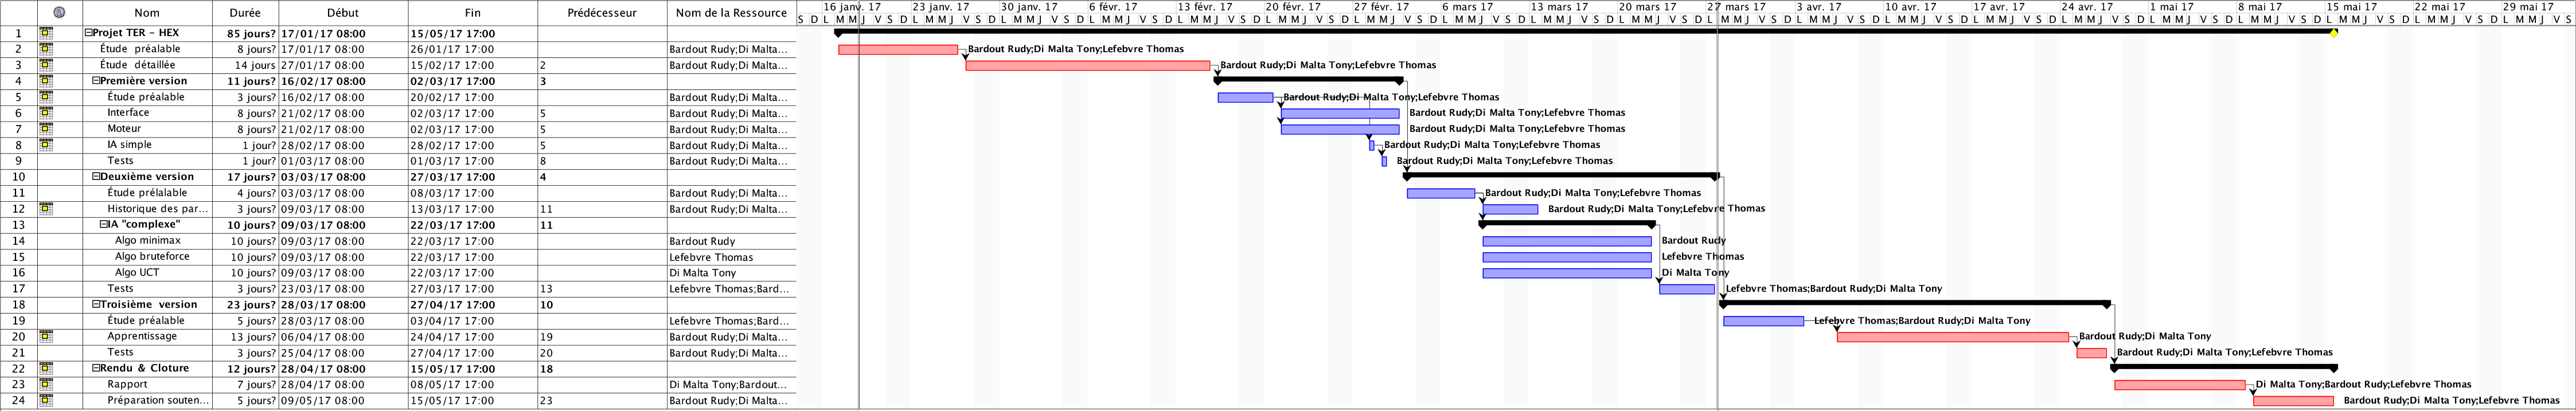 Nom Durée Début Fin Prédécesseur Nom de la Ressource
16 janv. 17 23 janv. 17 30 janv. 17 6 févr. 17 13 févr. 17 20 févr. 17 27 févr. 17 6 mars 17 13 mars 17 20 mars 17 27 mars 17 3 avr. 17 10 avr. 17 17 avr. 17 24 avr. 17 1 mai 17 8 mai 17 15 mai 17 22 mai 17 29 mai 17
S D L M M J V S D L M M J V S D L M M J V S D L M M J V S D L M M J V S D L M M J V S D L M M J V S D L M M J V S D L M M J V S D L M M J V S D L M M J V S D L M M J V S D L M M J V S D L M M J V S D L M M J V S D L M M J V S D L M M J V S D L M M J V S D L M M J V S D L M M J V S D L M M J V S
1 Projet TER - HEX 85 jours? 17/01/17 08:00 15/05/17 17:00
2 Étude préalable 8 jours? 17/01/17 08:00 26/01/17 17:00 Bardout Rudy;Di Malta... Bardout Rudy;Di Malta Tony;Lefebvre Thomas
3 Étude détaillée 14 jours 27/01/17 08:00 15/02/17 17:00 2 Bardout Rudy;Di Malta... Bardout Rudy;Di Malta Tony;Lefebvre Thomas
4 Première version 11 jours? 16/02/17 08:00 02/03/17 17:00 3
5 Étude préalable 3 jours? 16/02/17 08:00 20/02/17 17:00 Bardout Rudy;Di Malta... Bardout Rudy;Di Malta Tony;Lefebvre Thomas
6 Interface 8 jours? 21/02/17 08:00 02/03/17 17:00 5 Bardout Rudy;Di Malta... Bardout Rudy;Di Malta Tony;Lefebvre Thomas
7 Moteur 8 jours? 21/02/17 08:00 02/03/17 17:00 5 Bardout Rudy;Di Malta... Bardout Rudy;Di Malta Tony;Lefebvre Thomas
8 IA simple 1 jour? 28/02/17 08:00 28/02/17 17:00 5 Bardout Rudy;Di Malta... Bardout Rudy;Di Malta Tony;Lefebvre Thomas
9 Tests 1 jour? 01/03/17 08:00 01/03/17 17:00 8 Bardout Rudy;Di Malta... Bardout Rudy;Di Malta Tony;Lefebvre Thomas
10 Deuxième version 17 jours? 03/03/17 08:00 27/03/17 17:00 4
11 Étude prélalable 4 jours? 03/03/17 08:00 08/03/17 17:00 Bardout Rudy;Di Malta... Bardout Rudy;Di Malta Tony;Lefebvre Thomas
12 Historique des par... 3 jours? 09/03/17 08:00 13/03/17 17:00 11 Bardout Rudy;Di Malta... Bardout Rudy;Di Malta Tony;Lefebvre Thomas
13 IA "complexe" 10 jours? 09/03/17 08:00 22/03/17 17:00 11
14 Algo minimax 10 jours? 09/03/17 08:00 22/03/17 17:00 Bardout Rudy Bardout Rudy
15 Algo bruteforce 10 jours? 09/03/17 08:00 22/03/17 17:00 Lefebvre Thomas Lefebvre Thomas
16 Algo UCT 10 jours? 09/03/17 08:00 22/03/17 17:00 Di Malta Tony Di Malta Tony
17 Tests 3 jours? 23/03/17 08:00 27/03/17 17:00 13 Lefebvre Thomas;Bard... Lefebvre Thomas;Bardout Rudy;Di Malta Tony
18 Troisième version 23 jours? 28/03/17 08:00 27/04/17 17:00 10
19 Étude préalable 5 jours? 28/03/17 08:00 03/04/17 17:00 Lefebvre Thomas;Bard... Lefebvre Thomas;Bardout Rudy;Di Malta Tony
20 Apprentissage 13 jours? 06/04/17 08:00 24/04/17 17:00 19 Bardout Rudy;Di Malta... Bardout Rudy;Di Malta Tony
21 Tests 3 jours? 25/04/17 08:00 27/04/17 17:00 20 Bardout Rudy;Di Malta... Bardout Rudy;Di Malta Tony;Lefebvre Thomas
22 Rendu & Cloture 12 jours? 28/04/17 08:00 15/05/17 17:00 18
23 Rapport 7 jours? 28/04/17 08:00 08/05/17 17:00 Di Malta Tony;Bardout... Di Malta Tony;Bardout Rudy;Lefebvre Thomas
24 Préparation souten... 5 jours? 09/05/17 08:00 15/05/17 17:00 23 Bardout Rudy;Di Malta... Bardout Rudy;Di Malta Tony;Lefebvre Thomas